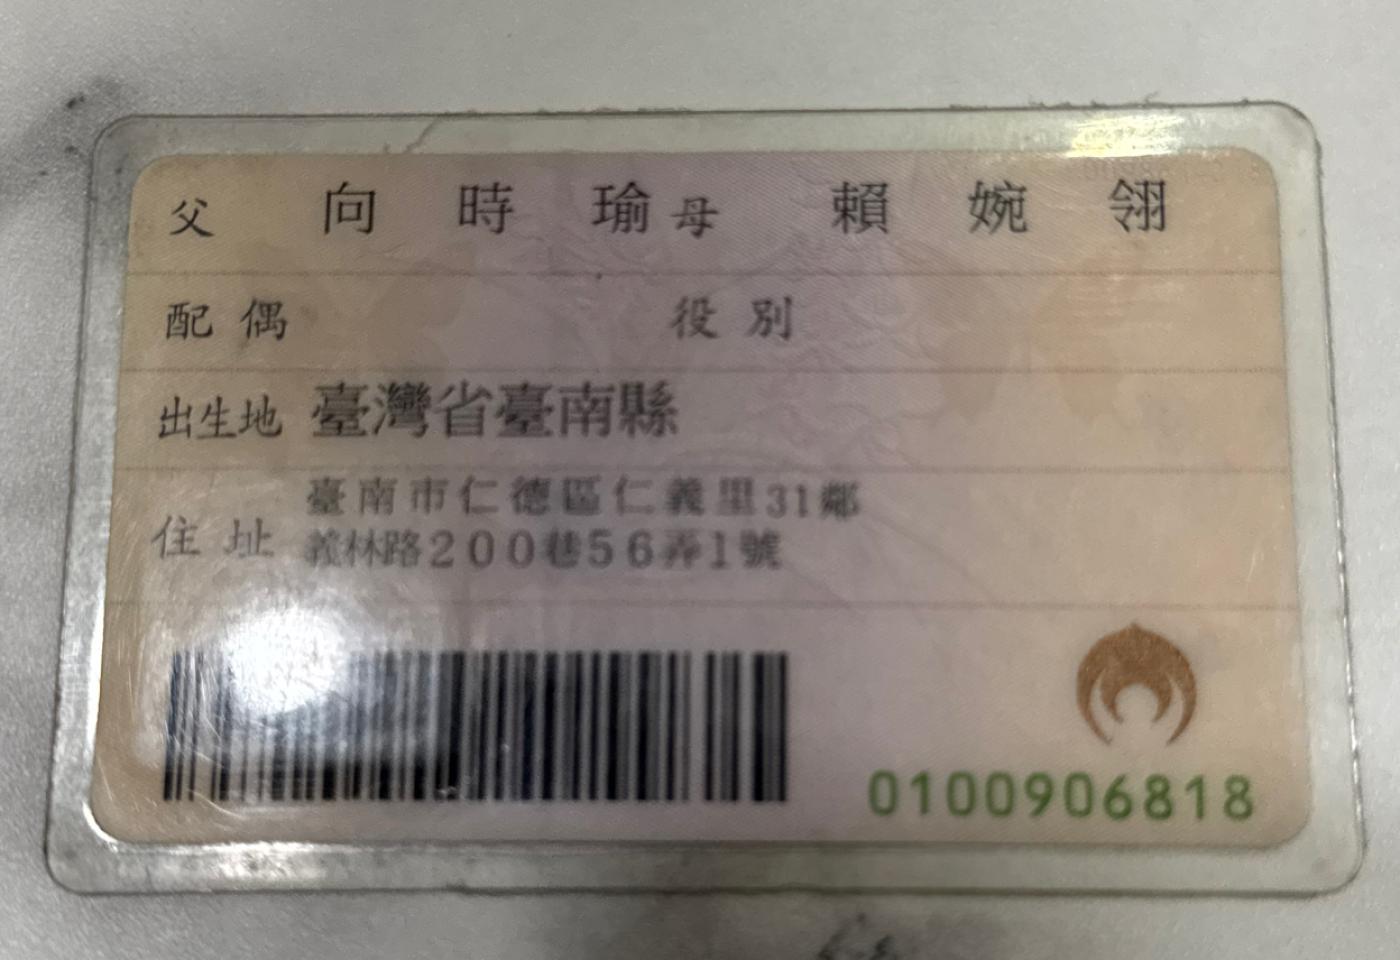 父 向時瑜 母 賴婉翎
配偶 役別
出生地 臺灣省臺南縣
住址 臺南市仁德區仁義里31鄰
義林路200巷56弄1號
0100906818